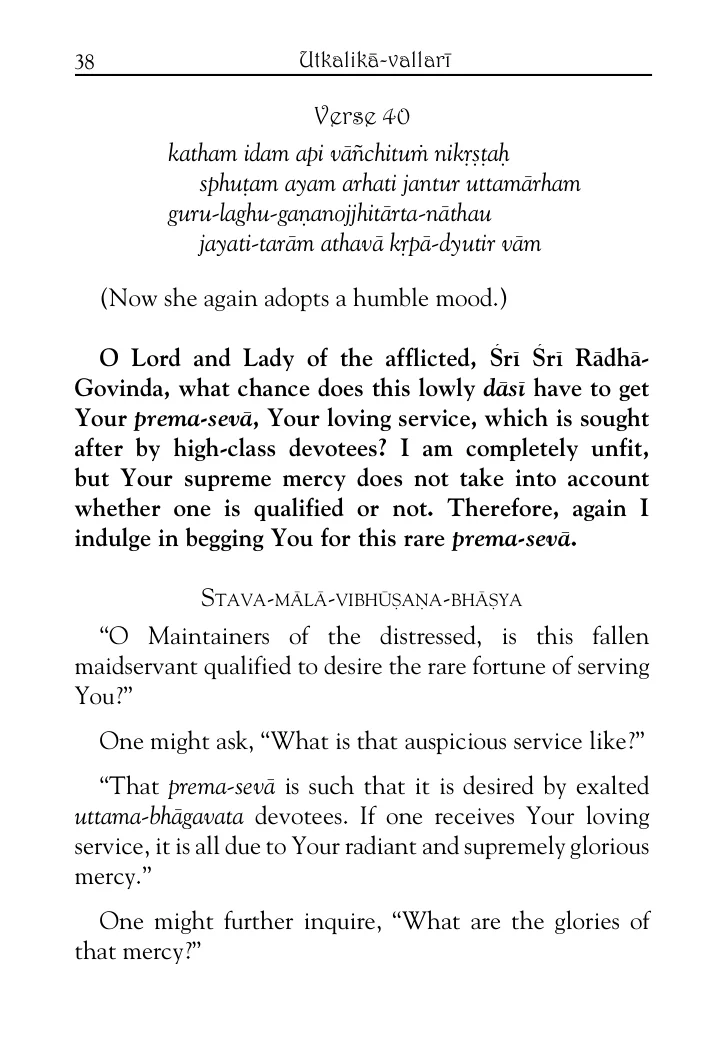 38 Utkalikā-vallarī
Verse 40
katham idam api vāñchituṁ nikṛṣṭaḥ
sphuṭam ayam arhati jantur uttamārham
guru-laghu-gaṇanojjhitārta-nāthau
jayati-tarām athavā kṛpā-dyutir vām
(Now she again adopts a humble mood.)
O Lord and Lady of the afflicted, Śrī Śrī Rādhā-
Govinda, what chance does this lowly dāsī have to get
Your prema-sevā, Your loving service, which is sought
after by high-class devotees? I am completely unfit,
but Your supreme mercy does not take into account
whether one is qualified or not. Therefore, again I
indulge in begging You for this rare prema-sevā.
Stava-mālā-vibhūṣaṇa-bhāṣya
“O Maintainers of the distressed, is this fallen
maidservant qualified to desire the rare fortune of serving
You?”
One might ask, “What is that auspicious service like?”
“That prema-sevā is such that it is desired by exalted
uttama-bhāgavata devotees. If one receives Your loving
service, it is all due to Your radiant and supremely glorious
mercy.”
One might further inquire, “What are the glories of
that mercy?”